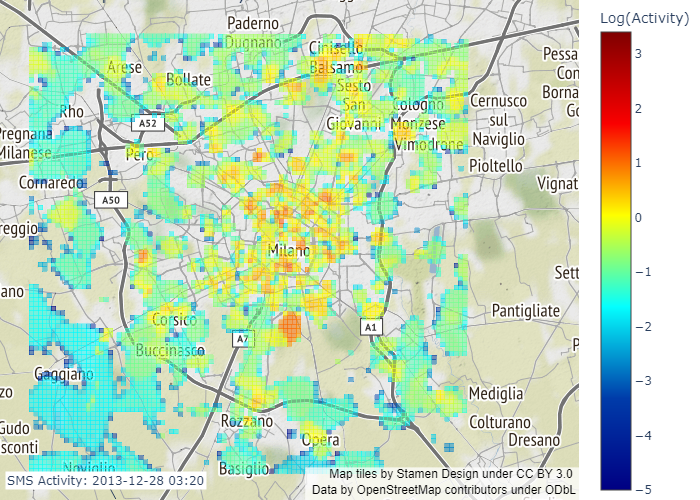 Log(Activity)
Paderno
Dugnano
Cinisello
Balsamo
Arese
Bollate
Sesto
San
Giovanni
Cologno
Monzese
Vimodrone
Cernusco
sul
Naviglio
Pioltello
Pessa
Con
Borna
Go
Rho
A52
Pregnana
Milanese
Pero
Cornaredo
A50
Vignat
reggio
Milano
ano
Sett
Pantigliate
Corsico
A7
A1
Buccinasco
P
Gaggiano
zo
Mediglia
Rozzano
Colturano
Dresano
Gudo
sconti
Opera
Noviglio
Basiglio
SMS Activity: 2013-12-28 03:20
Map tiles by Stamen Design under CC BY 3.0
Data by OpenStreetMap contributors under ODbL
3
2
1
0
−1
−2
−3
−4
−5